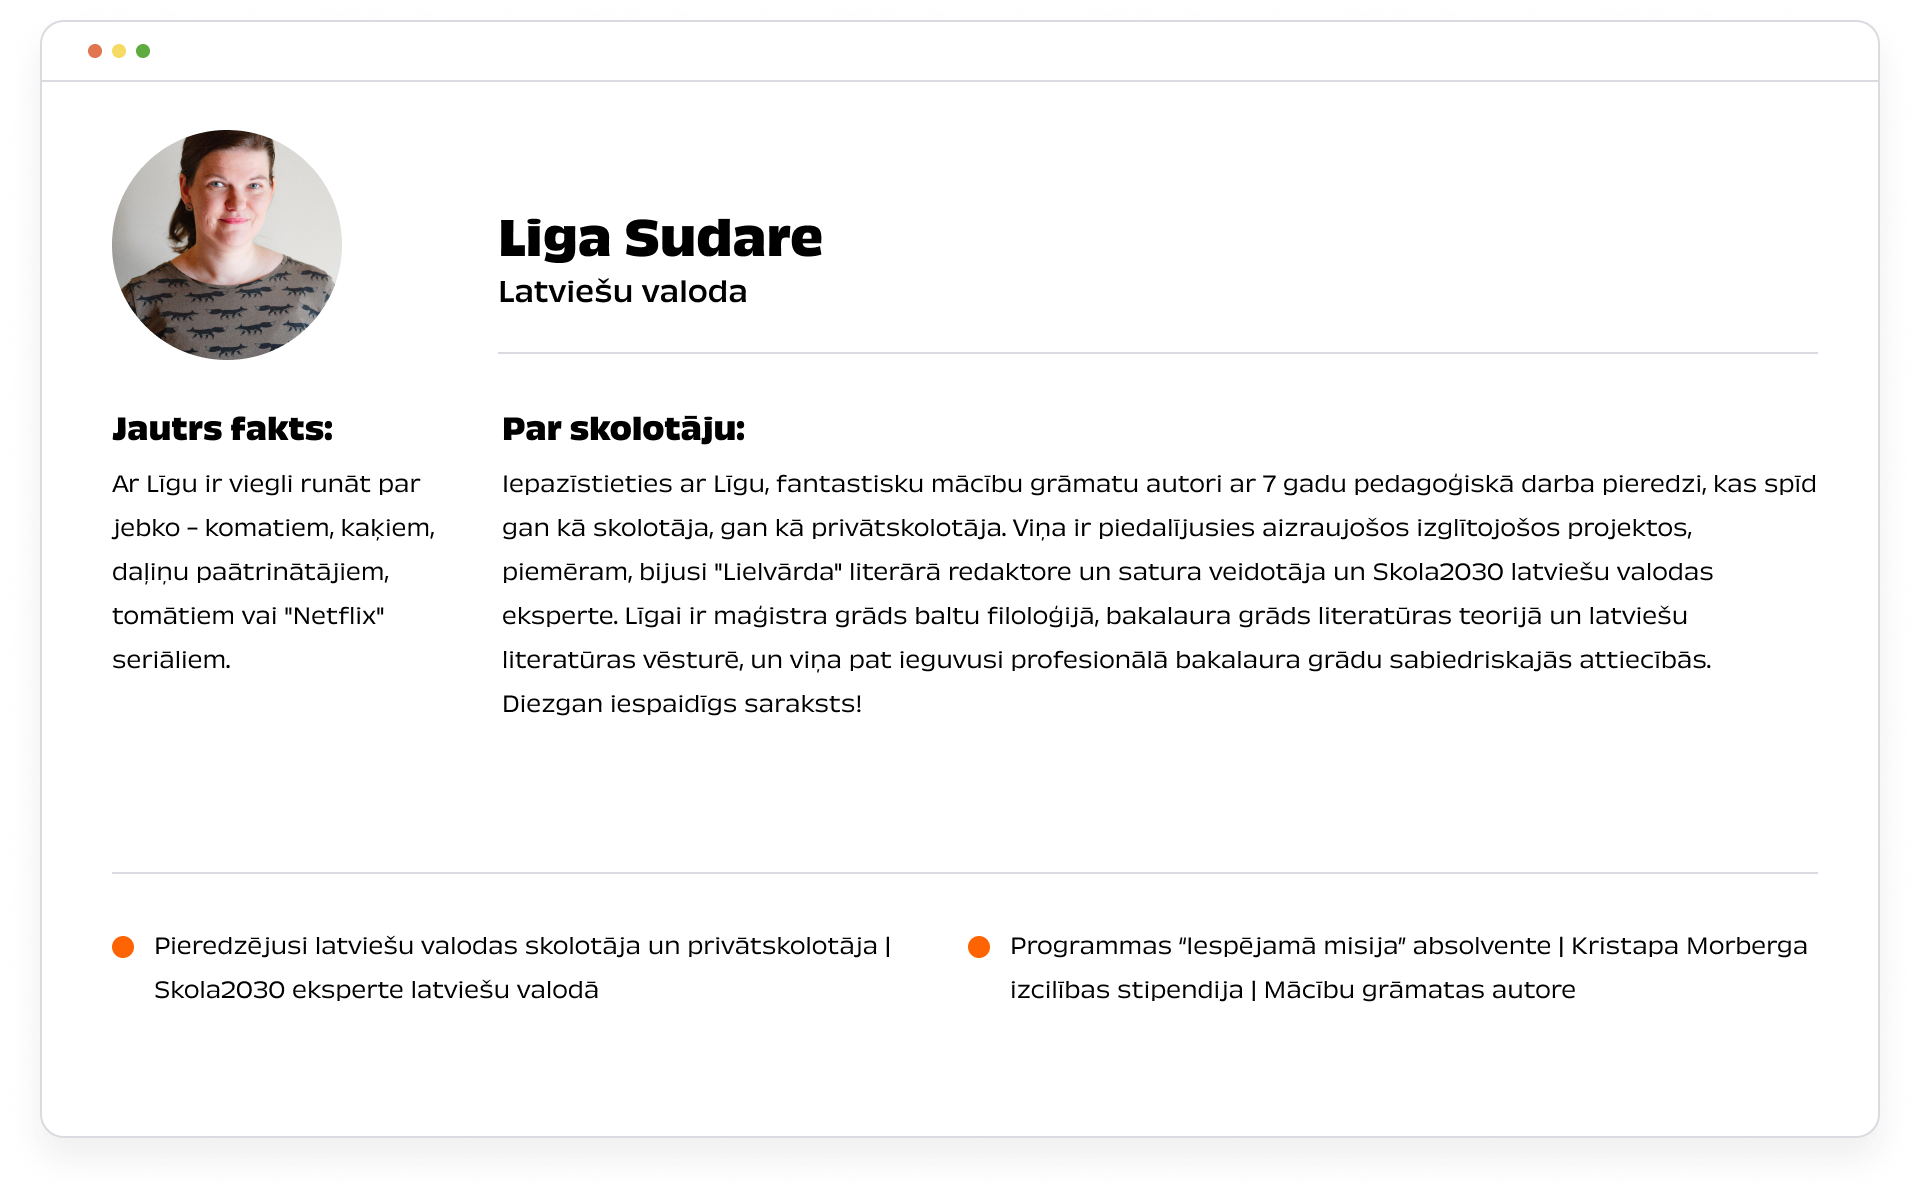 Liga Sudare
Latviešu valoda
Jautrs fakts:
Ar Līgu ir viegli runāt par
jebko – komatiem, kaķiem,
daļiņu paātrinātājiem,
tomātiem vai "Netflix"
seriāliem.
Par skolotāju:
Iepazīstieties ar Līgu, fantastisku mācību grāmatu autori ar 7 gadu pedagoģiskā darba pieredzi, kas spīd
gan kā skolotāja, gan kā privātskolotāja. Viņa ir piedalījusies aizraujošos izglītojošos projektos,
piemēram, bijusi "Lielvārda" literārā redaktore un satura veidotāja un Skola2030 latviešu valodas
eksperte. Līgai ir maģistra grāds baltu filoloģijā, bakalaura grāds literatūras teorijā un latviešu
literatūras vēsturē, un viņa pat ieguvusi profesionālā bakalaura grādu sabiedriskajās attiecībās.
Diezgan iespaidīgs saraksts!
Pieredzējusi latviešu valodas skolotāja un privātskolotāja |
Skola2030 eksperte latviešu valodā
Programmas “Iespējamā misija” absolvente | Kristapa Morberga
izcilības stipendija | Mācību grāmatas autore